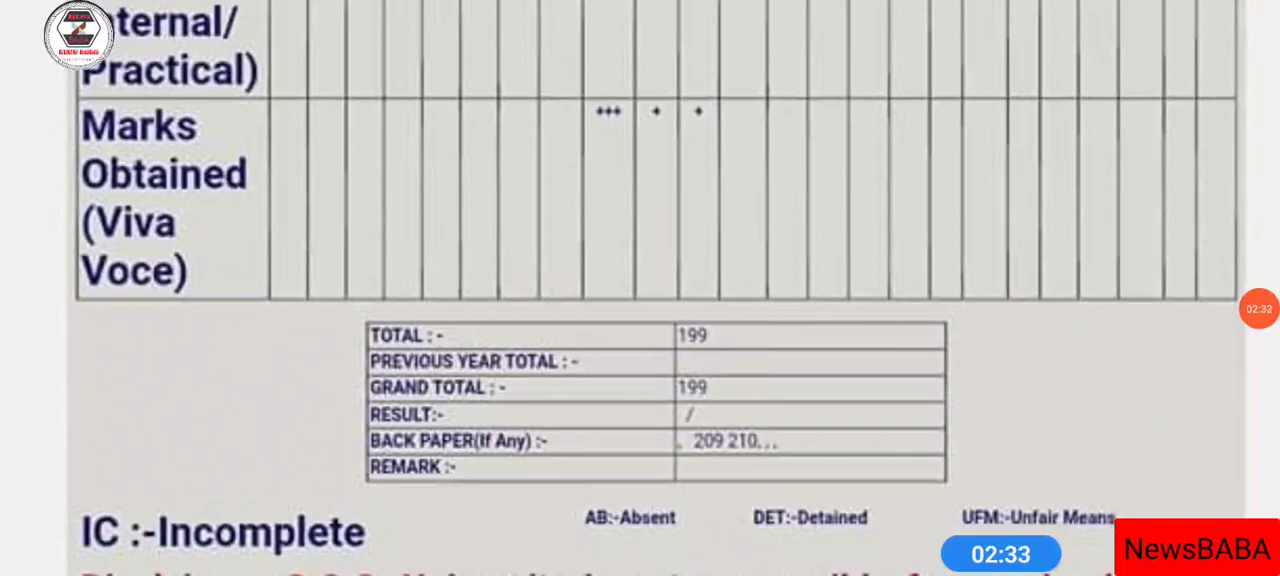 ternal/
Practical)
Marks
Obtained
(Viva
Voce)
+++ + +
TOTAL : - 199
PREVIOUS YEAR TOTAL : -
GRAND TOTAL : - 199
RESULT:- /
BACK PAPER(If Any) :- . 209 210, , ,
REMARK :-
IC :-Incomplete
AB:-Absent DET:-Detained UFM:-Unfair Means
02:32
02:33
NewsBABA